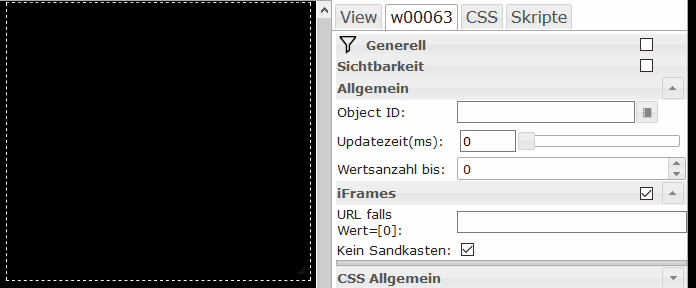 View w00063 CSS Skripte
Generell
Sichtbarkeit
Allgemein
Object ID:
Updatezeit(ms): 0
Wertsanzahl bis: 0
iFrames
URL falls
Wert=[0]:
Kein Sandkasten:
CSS Allgemein